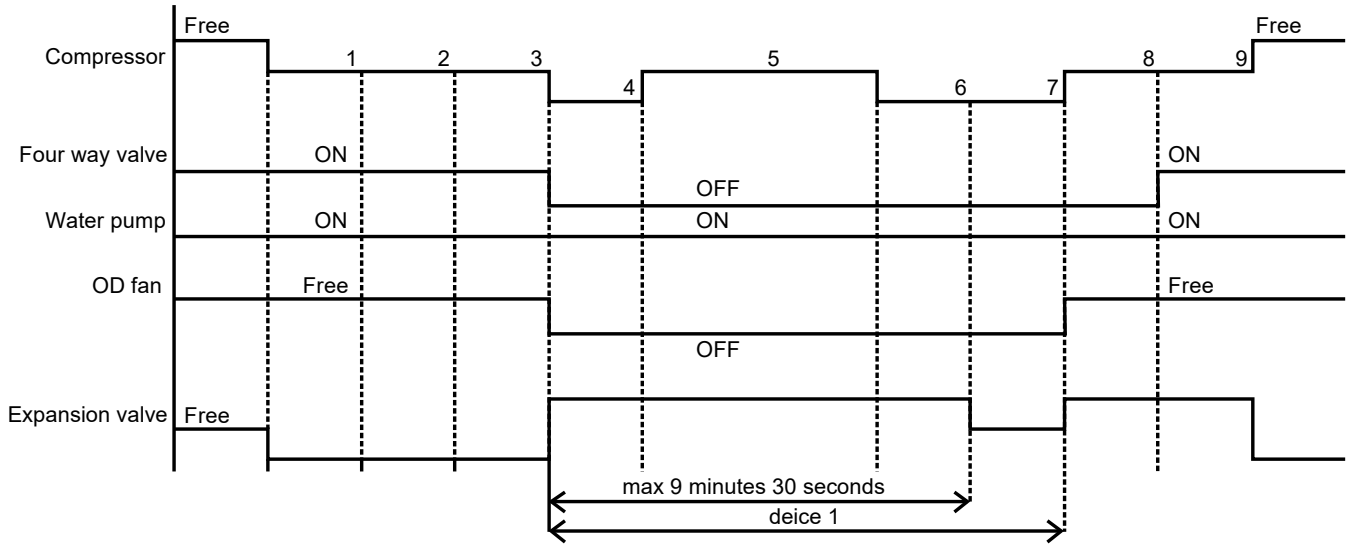 Free Free
Compressor 1 2 3 5 8 9
4 6 7
Four way valve ON ON
OFF
Water pump ON ON ON
OD fan Free Free
OFF
Expansion valve Free
max 9 minutes 30 seconds
deice 1